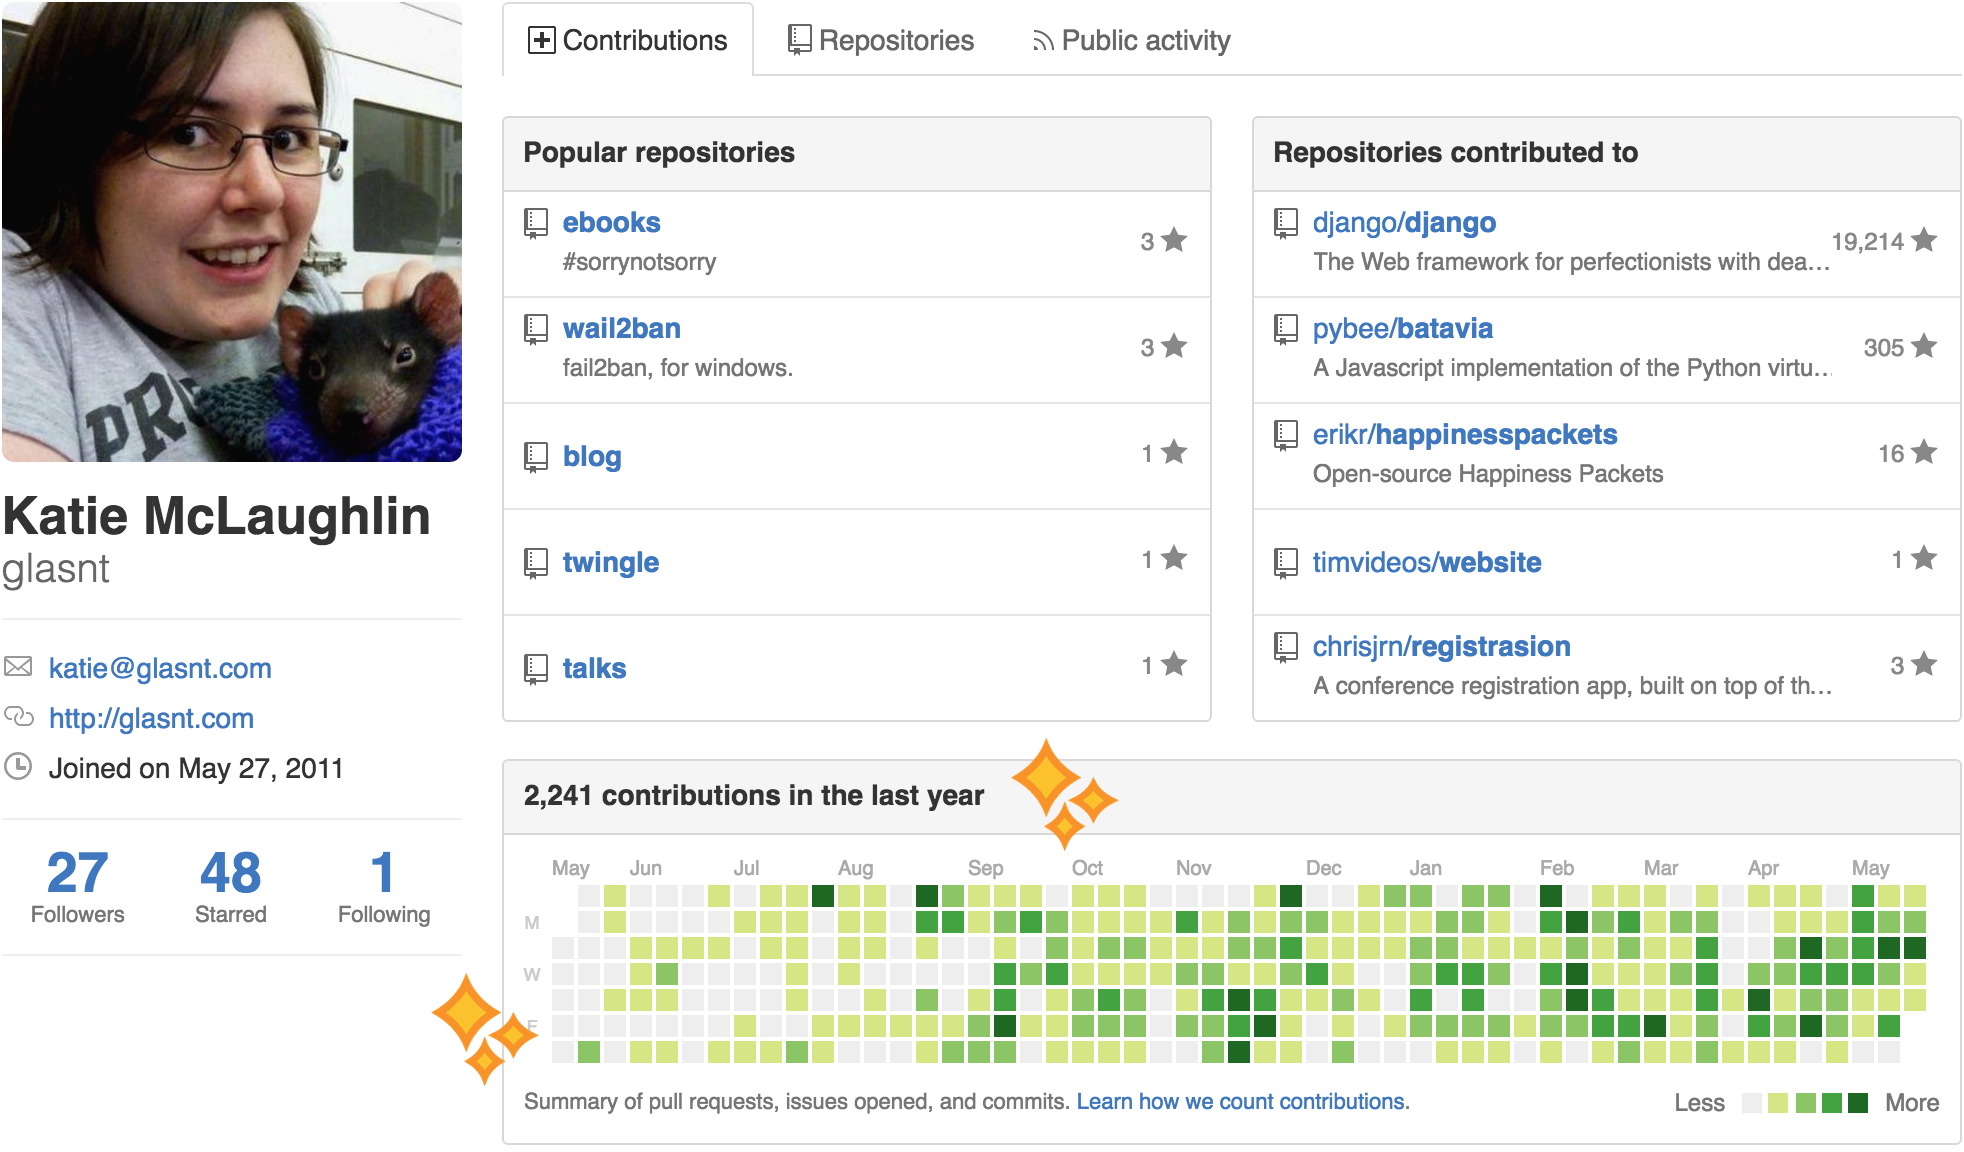 PRO
Katie McLaughlin
glasnt
katie@glasnt.com
http://glasnt.com
Joined on May 27, 2011
27 48 1
Followers Starred Following
Contributions Repositories Public activity
Popular repositories
ebooks
#sorrynotsorry
3
wail2ban
fail2ban, for windows.
3
blog
1
twingle
1
talks
1
Repositories contributed to
django/django
The Web framework for perfectionists with dea...
19,214
pybee/batavia
A Javascript implementation of the Python virtu...
305
erikr/happinesspackets
Open-source Happiness Packets
16
timvideos/website
1
chrisjrn/registrasion
A conference registration app, built on top of th...
3
2,241 contributions in the last year
May Jun Jul Aug Sep Oct Nov Dec Jan Feb Mar Apr May
M
W
F
Summary of pull requests, issues opened, and commits. Learn how we count contributions.
Less More